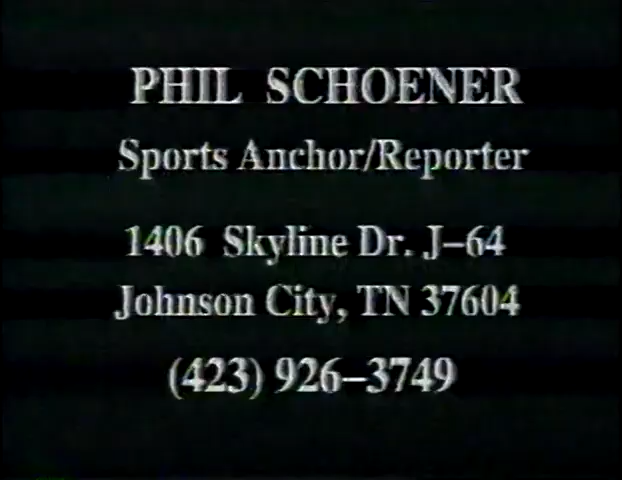 PHIL SCHOENER
Sports Anchor/Reporter
1406 Skyline Dr. J-64
Johnson City, TN 37604
(423) 926-3749